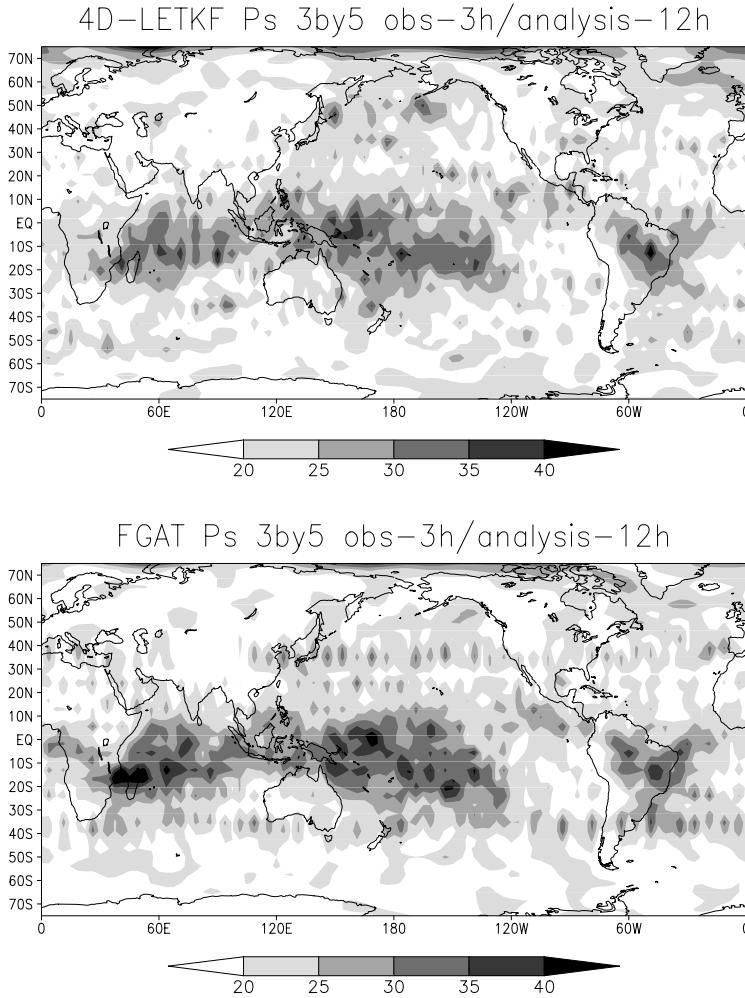 4D-LETKF Ps 3by5 obs-3h/analysis-12h
70N
60N
50N
40N
30N
20N
10N
EQ
10S
20S
30S
40S
50S
60S
70S
0 60E 120E 180 120W 60W 0
20 25 30 35 40
FGAT Ps 3by5 obs-3h/analysis-12h
70N
60N
50N
40N
30N
20N
10N
EQ
10S
20S
30S
40S
50S
60S
70S
0 60E 120E 180 120W 60W 0
20 25 30 35 40